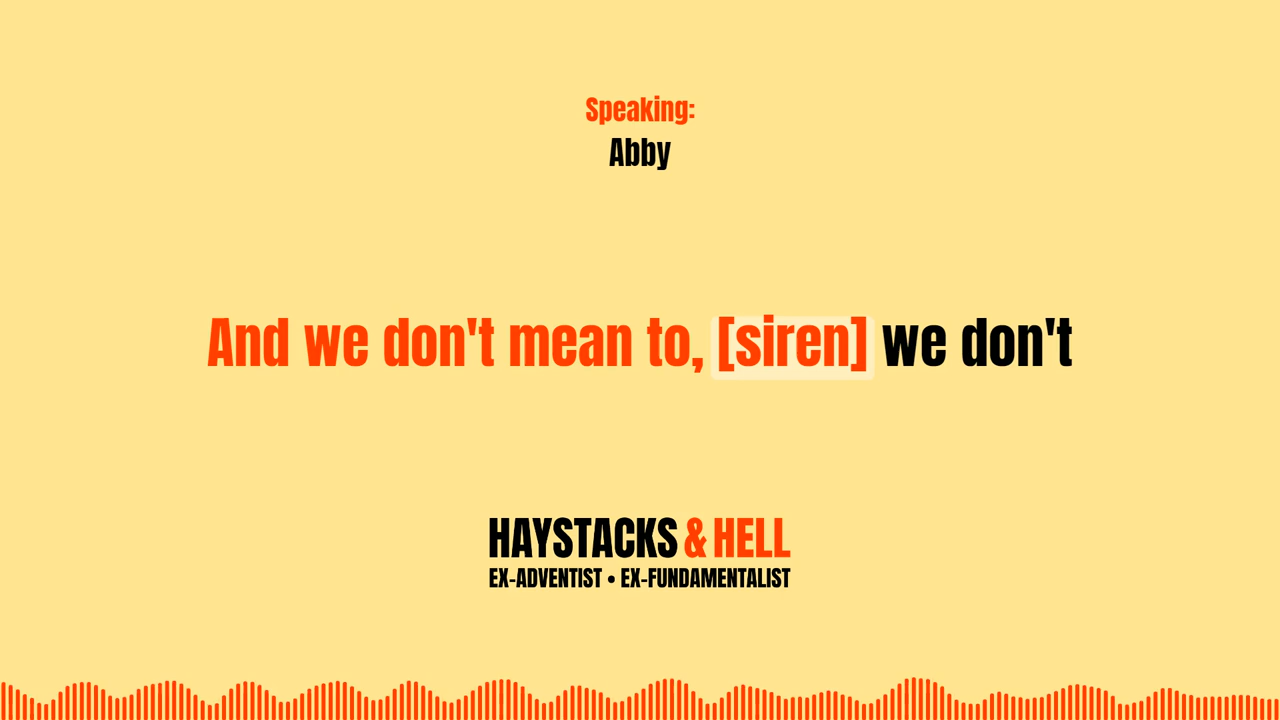 Speaking:
Abby
And we don't mean to, [siren] we don't
HAYSTACKS & HELL
EX-ADVENTIST • EX-FUNDAMENTALIST